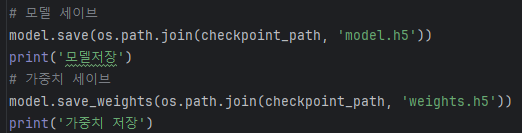 # 모델 세이브
model.save(os.path.join(checkpoint_path, 'model.h5'))
print('모델저장')
# 가중치 세이브
model.save_weights(os.path.join(checkpoint_path, 'weights.h5'))
print('가중치 저장')